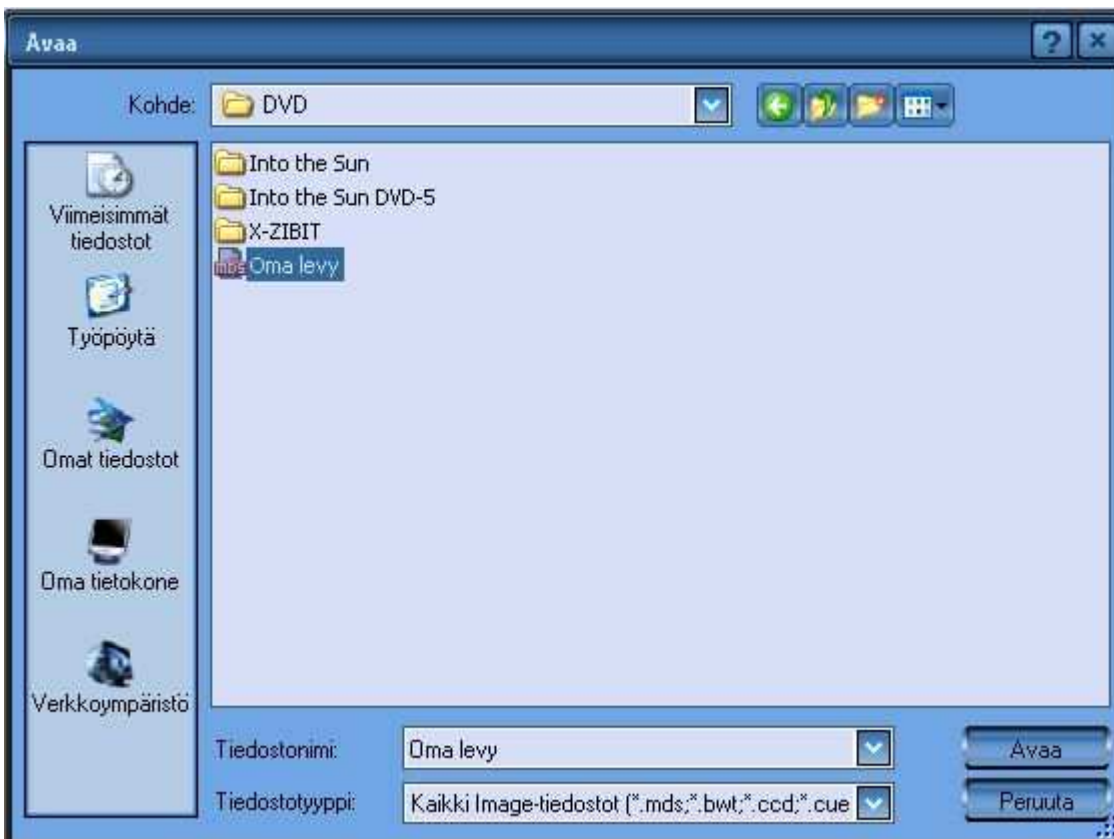 Avaa
Kohde: DVD
Viimeisimmät
tiedostot
Työpöytä
Omat tiedostot
Oma tietokone
Verkkoympäristö
Into the Sun
Into the Sun DVD-5
X-ZIBIT
mds Oma levy
Tiedostonimi: Oma levy Avaa
Tiedostotyyppi: Kaikki Image-tiedostot (*.mds;*.bwt;*.ccd;*.cue Peruuta